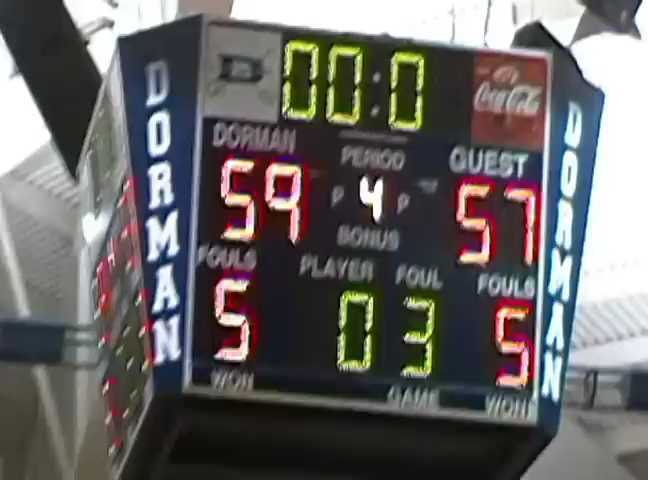 D
00:0
Coca-Cola
DORMAN
DORMAN
PERIOD
GUEST
59
P 4 P
57
BONUS
FOULS
PLAYER FOUL
FOULS
5
0 3
5
WON
GAME
WON
DORMAN